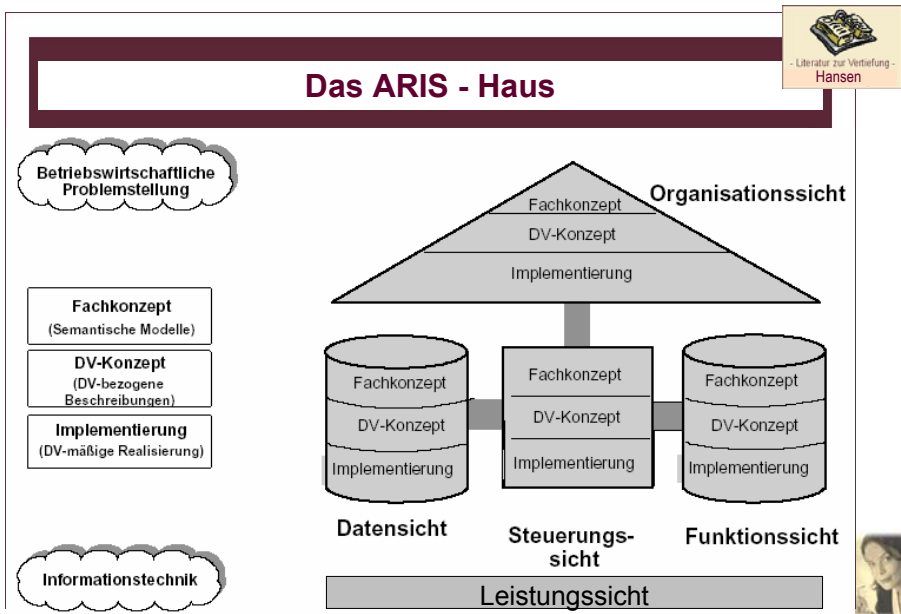 - Literatur zur Vertiefung -
Hansen
Das ARIS - Haus
Betriebswirtschaftliche
Problemstellung
Fachkonzept
(Semantische Modelle)
DV-Konzept
(DV-bezogene
Beschreibungen)
Implementierung
(DV-mäßige Realisierung)
Informationstechnik
Organisationssicht
Fachkonzept
DV-Konzept
Implementierung
Fachkonzept
DV-Konzept
Implementierung
Datensicht
Fachkonzept
DV-Konzept
Implementierung
Steuerungs-
sicht
Fachkonzept
DV-Konzept
Implementierung
Funktionssicht
Leistungssicht